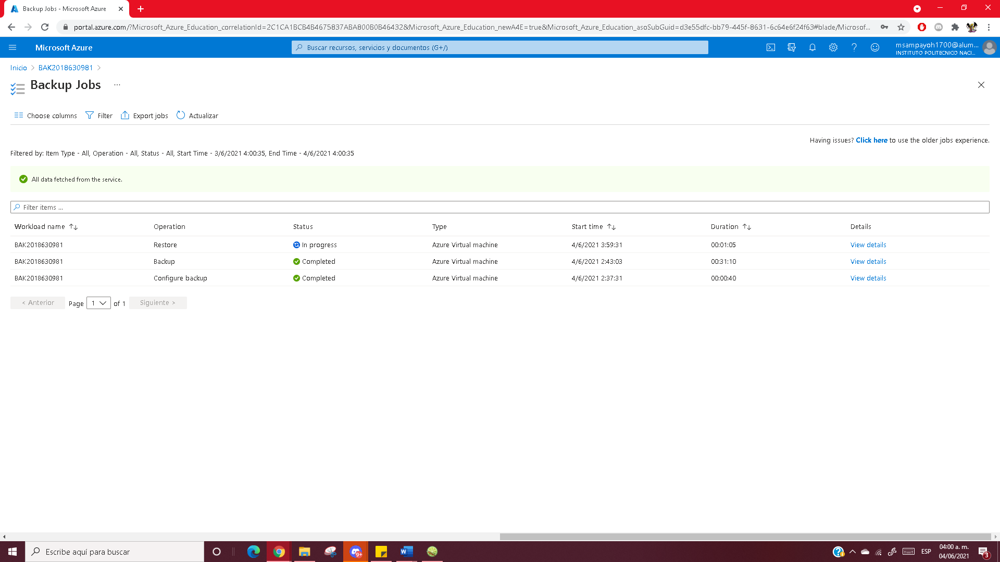 Backup Jobs - Microsoft Azure
portal.azure.com/?Microsoft_Azure_Education_correlationId=2C1CA1BCB4B4675837ABA800B0B46432&Microsoft_Azure_Education_newA4E=true&Microsoft_Azure_Education_asoSubGuid=d3e55dfc-bb79-445f-8631-6c64e6f24f63#blade/Microsof...
Microsoft Azure
Buscar recursos, servicios y documentos (G+/)
msampayoh1700@alum...
INSTITUTO POLITECNICO NACI...
Inicio > BAK2018630981 >
Backup Jobs ...
Choose columns Filter Export jobs Actualizar
Having issues? Click here to use the older jobs experience.
Filtered by: Item Type - All, Operation - All, Status - All, Start Time - 3/6/2021 4:00:35, End Time - 4/6/2021 4:00:35
All data fetched from the service.
Filter items ...
Workload name Operation Status Type Start time Duration Details
BAK2018630981 Restore In progress Azure Virtual machine 4/6/2021 3:59:31 00:01:05 View details
BAK2018630981 Backup Completed Azure Virtual machine 4/6/2021 2:43:03 00:31:10 View details
BAK2018630981 Configure backup Completed Azure Virtual machine 4/6/2021 2:37:31 00:00:40 View details
< Anterior Page 1 of 1 Siguiente >
Escribe aquí para buscar
9+
ESP
04:00 a. m.
04/06/2021
3